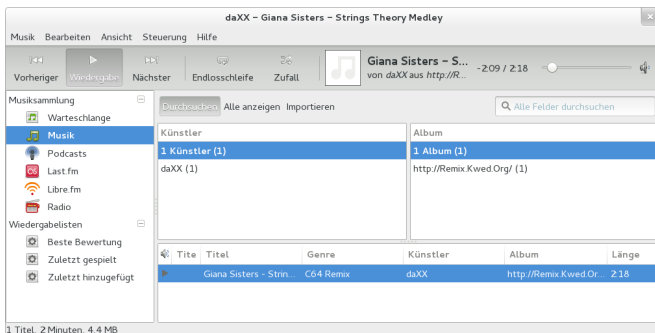 daXX – Giana Sisters – Strings Theory Medley
Musik Bearbeiten Ansicht Steuerung Hilfe
Vorheriger Wiedergabe Nächster Endlosschleife Zufall
Giana Sisters – S...
von daXX aus http://R...
-2:09 / 2:18
Musiksammlung
Warteschlange
Musik
Podcasts
Last.fm
Libre.fm
Radio
Wiedergabelisten
Beste Bewertung
Zuletzt gespielt
Zuletzt hinzugefügt
Durchsuchen Alle anzeigen Importieren
Alle Felder durchsuchen
Künstler
1 Künstler (1)
daXX (1)
Album
1 Album (1)
http://Remix.Kwed.Org/ (1)
Tite Titel Genre Künstler Album Länge
Giana Sisters – Strin... C64 Remix daXX http://Remix.Kwed.Or... 2:18
1 Titel, 2 Minuten, 4,4 MB